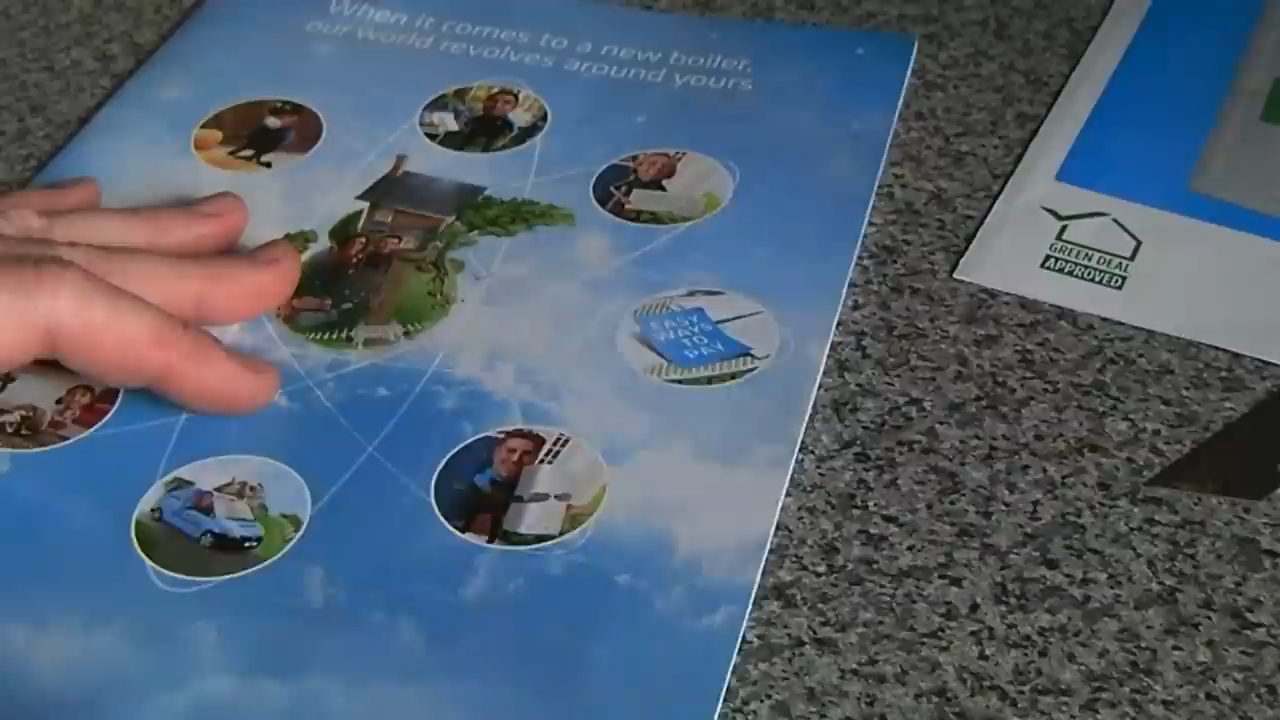 When it comes to a new boiler,
our world revolves around yours
EASY
WAYS
TO
PAY
GREEN DEAL
APPROVED